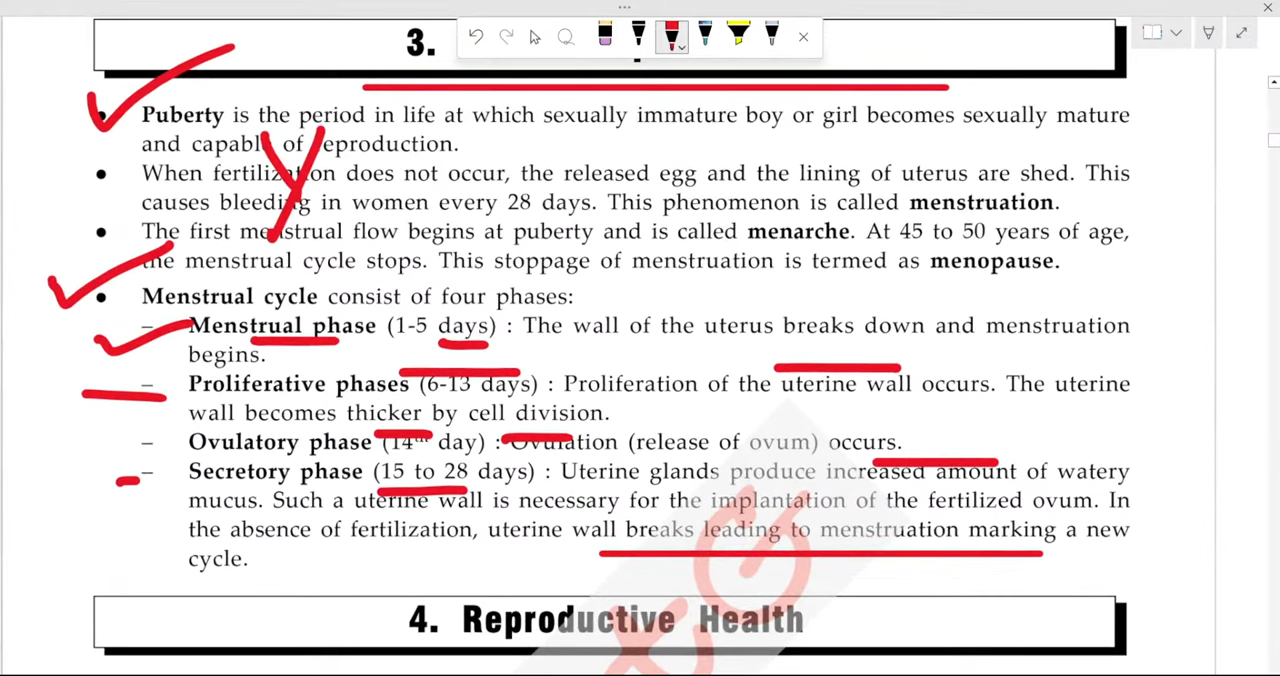 3.
• Puberty is the period in life at which sexually immature boy or girl becomes sexually mature
and capable of reproduction.
• When fertilization does not occur, the released egg and the lining of uterus are shed. This
causes bleeding in women every 28 days. This phenomenon is called menstruation.
• The first menstrual flow begins at puberty and is called menarche. At 45 to 50 years of age,
the menstrual cycle stops. This stoppage of menstruation is termed as menopause.
• Menstrual cycle consist of four phases:
– Menstrual phase (1-5 days) : The wall of the uterus breaks down and menstruation
begins.
– Proliferative phases (6-13 days) : Proliferation of the uterine wall occurs. The uterine
wall becomes thicker by cell division.
– Ovulatory phase (14th day) : Ovulation (release of ovum) occurs.
– Secretory phase (15 to 28 days) : Uterine glands produce increased amount of watery
mucus. Such a uterine wall is necessary for the implantation of the fertilized ovum. In
the absence of fertilization, uterine wall breaks leading to menstruation marking a new
cycle.
4. Reproductive Health